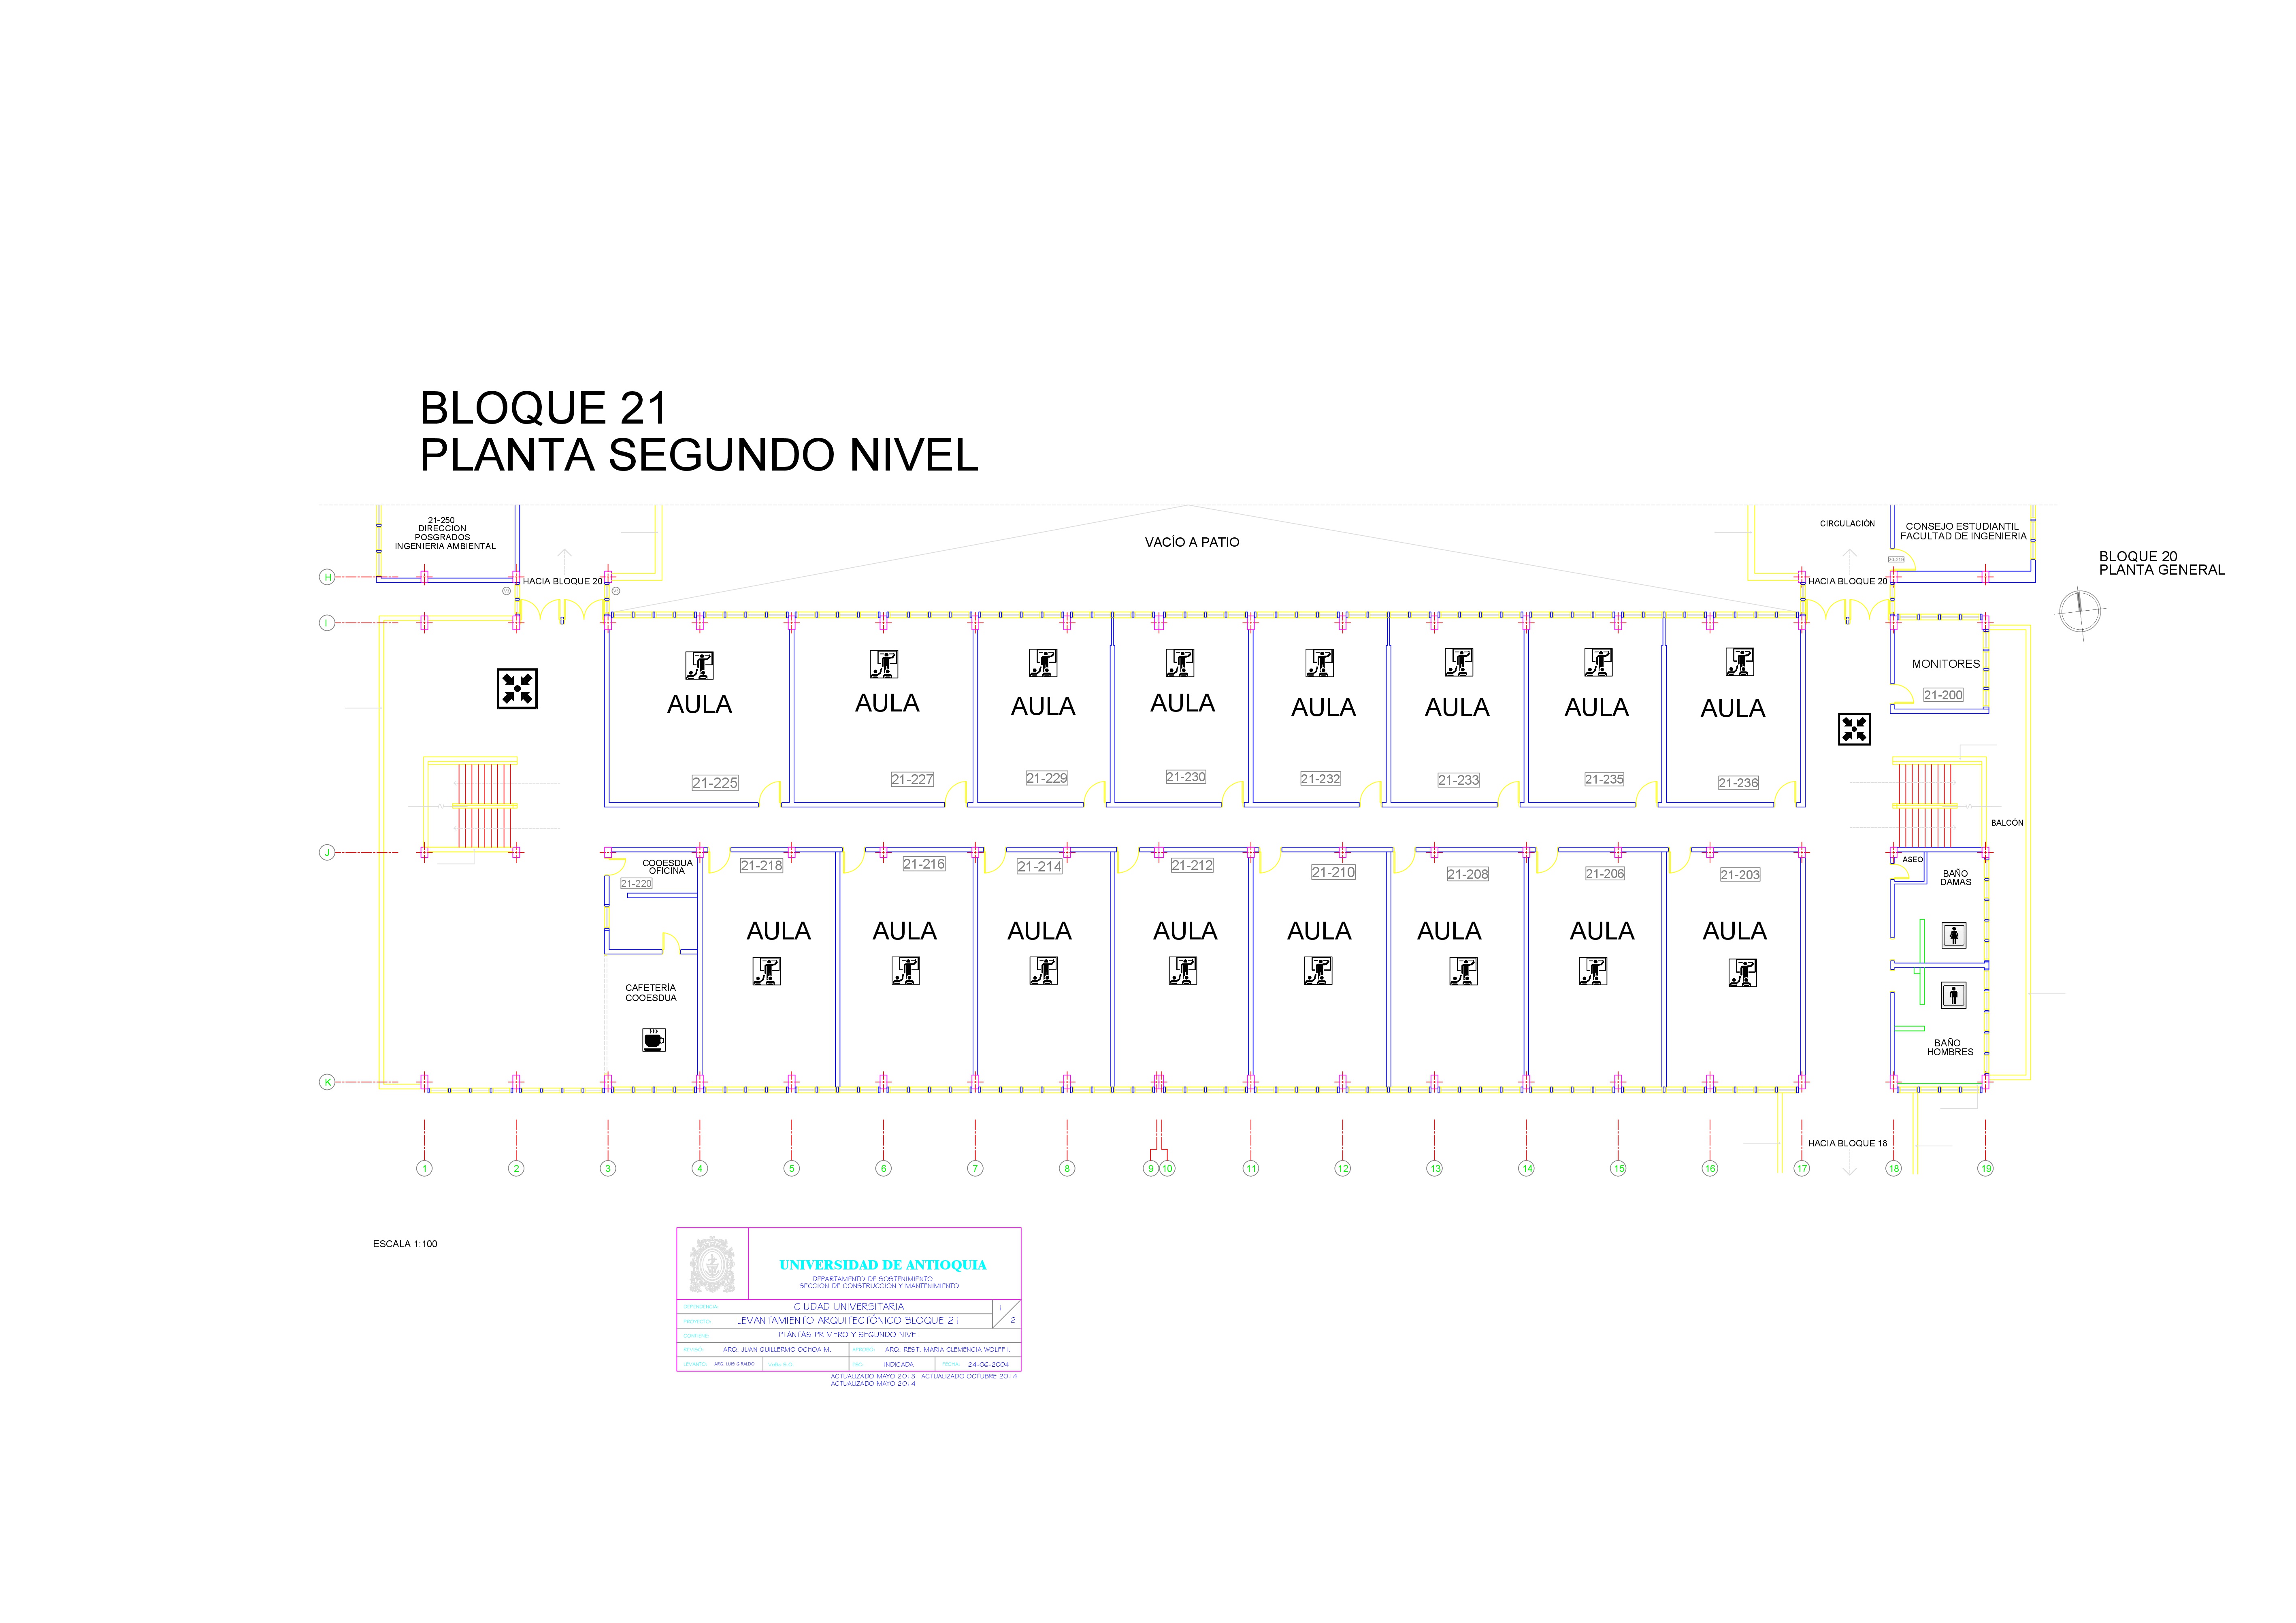 BLOQUE 21
PLANTA SEGUNDO NIVEL
21-250
DIRECCION
POSGRADOS
INGENIERIA AMBIENTAL
HACIA BLOQUE 20
VACÍO A PATIO
CIRCULACIÓN
CONSEJO ESTUDIANTIL
FACULTAD DE INGENIERIA
HACIA BLOQUE 20
BLOQUE 20
PLANTA GENERAL
H
I
J
K
MONITORES
21-200
AULA
AULA
AULA
AULA
AULA
AULA
AULA
AULA
21-225
21-227
21-229
21-230
21-232
21-233
21-235
21-236
BALCÓN
COOESDUA
OFICINA
21-220
21-218
21-216
21-214
21-212
21-210
21-208
21-206
21-203
ASEO
BAÑO
DAMAS
AULA
AULA
AULA
AULA
AULA
AULA
AULA
AULA
CAFETERÍA
COOESDUA
BAÑO
HOMBRES
HACIA BLOQUE 18
1 2 3 4 5 6 7 8 9 10 11 12 13 14 15 16 17 18 19
ESCALA 1:100
UNIVERSIDAD DE ANTIOQUIA
DEPARTAMENTO DE SOSTENIMIENTO
SECCION DE CONSTRUCCION Y MANTENIMIENTO
DEPENDENCIA: CIUDAD UNIVERSITARIA 1
PROYECTO: LEVANTAMIENTO ARQUITECTÓNICO BLOQUE 21 2
CONTIENE: PLANTAS PRIMERO Y SEGUNDO NIVEL
REVISÓ: ARQ. JUAN GUILLERMO OCHOA M. APROBÓ: ARQ. REST. MARIA CLEMENCIA WOLFF I.
LEVANTÓ: ARQ. LUIS GIRALDO ESC: INDICADA FECHA: 24-06-2004
ACTUALIZADO MAYO 2013 ACTUALIZADO OCTUBRE 2014
ACTUALIZADO MAYO 2014